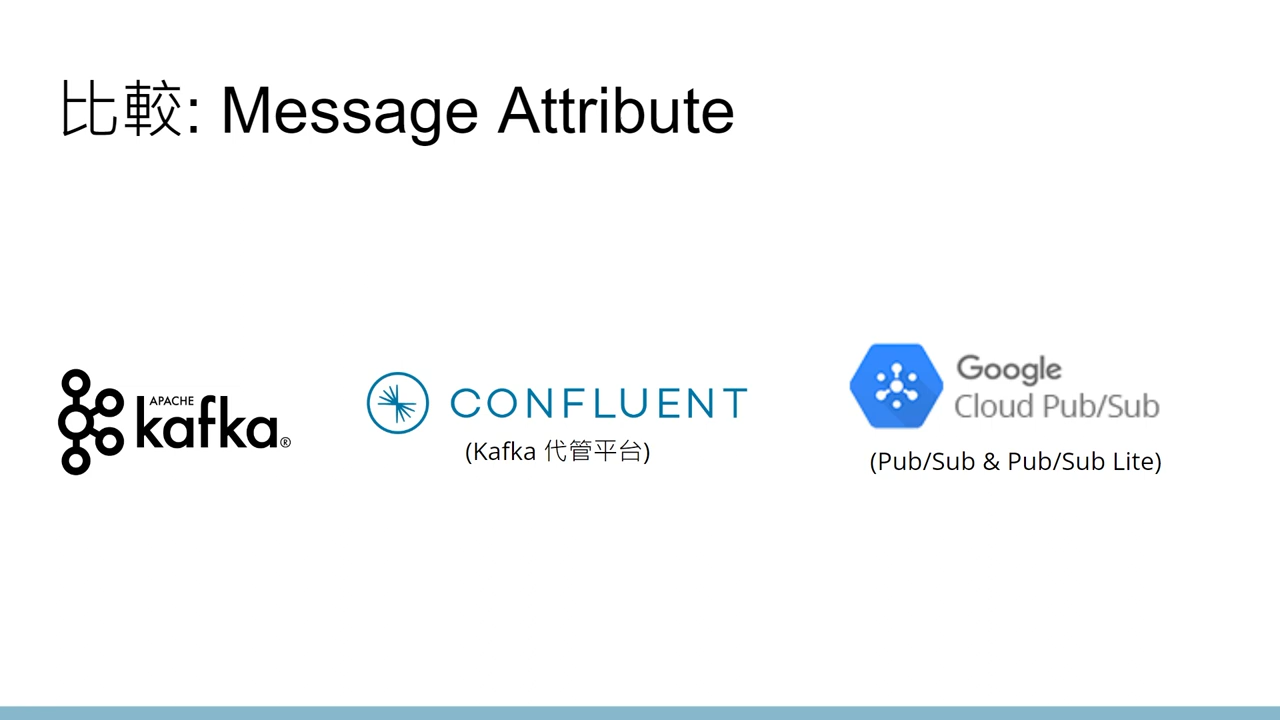 比較: Message Attribute
APACHE
kafka®
CONFLUENT
(Kafka 代管平台)
Google
Cloud Pub/Sub
(Pub/Sub & Pub/Sub Lite)